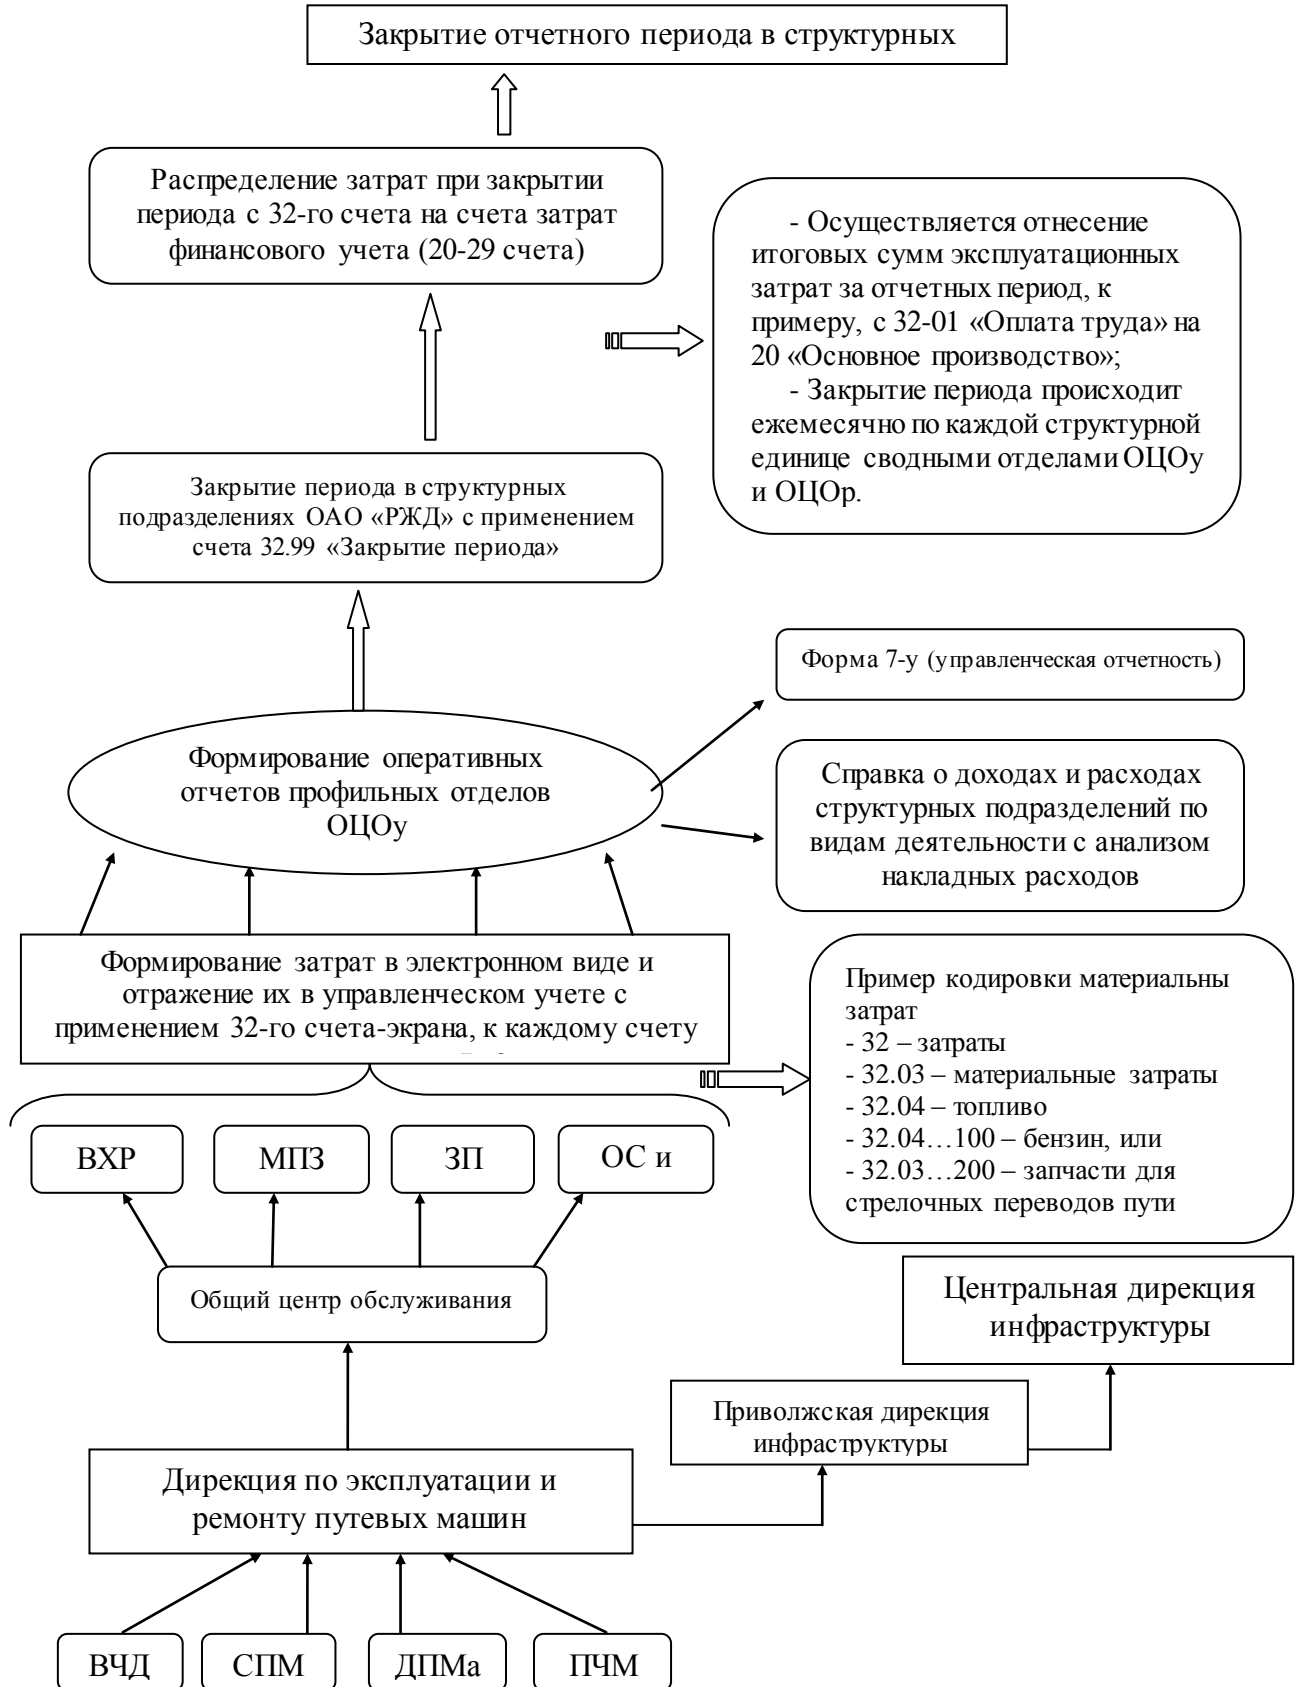 Закрытие отчетного периода в структурных
Распределение затрат при закрытии
периода с 32-го счета на счета затрат
финансового учета (20-29 счета)
- Осуществляется отнесение
итоговых сумм эксплуатационных
затрат за отчетных период, к
примеру, с 32-01 «Оплата труда» на
20 «Основное производство»;
- Закрытие периода происходит
ежемесячно по каждой структурной
единице сводными отделами ОЦОу
и ОЦОр.
Закрытие периода в структурных
подразделениях ОАО «РЖД» с применением
счета 32.99 «Закрытие периода»
Форма 7-у (управленческая отчетность)
Формирование оперативных
отчетов профильных отделов
ОЦОу
Справка о доходах и расходах
структурных подразделений по
видам деятельности с анализом
накладных расходов
Формирование затрат в электронном виде и
отражение их в управленческом учете с
применением 32-го счета-экрана, к каждому счету
Пример кодировки материальны
затрат
- 32 – затраты
- 32.03 – материальные затраты
- 32.04 – топливо
- 32.04…100 – бензин, или
- 32.03…200 – запчасти для
стрелочных переводов пути
ВХР
МПЗ
ЗП
ОС и
Общий центр обслуживания
Центральная дирекция
инфраструктуры
Приволжская дирекция
инфраструктуры
Дирекция по эксплуатации и
ремонту путевых машин
ВЧД
СПМ
ДПМа
ПЧМ